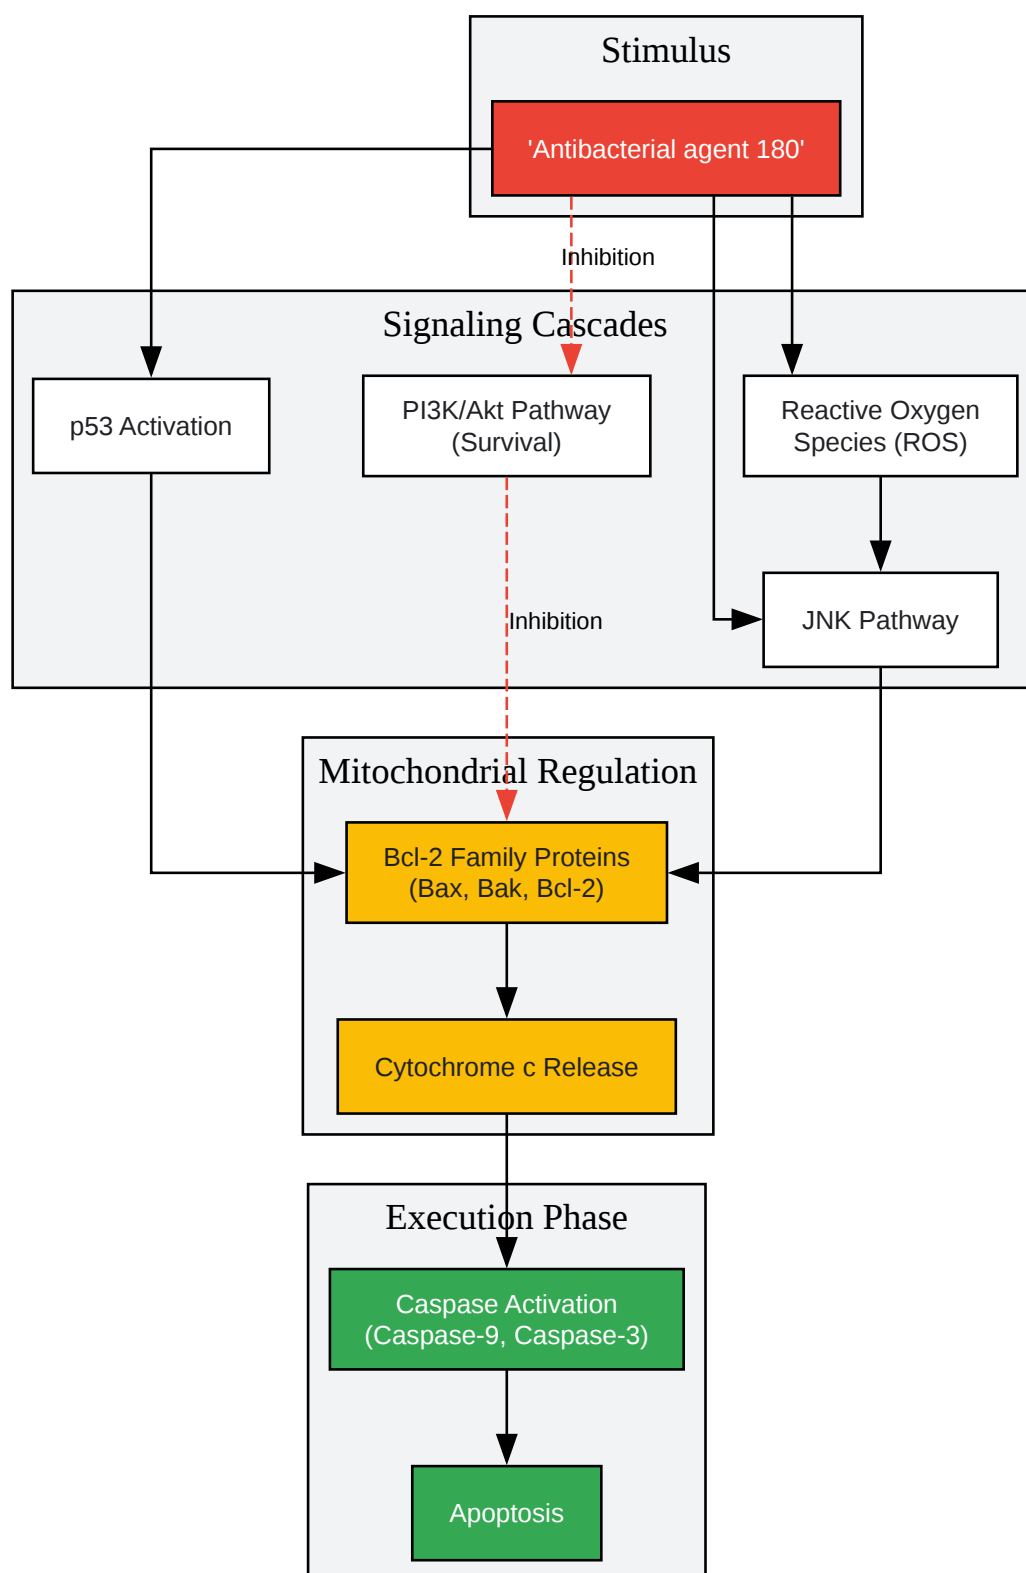 Stimulus
'Antibacterial agent 180'
Inhibition
Signaling Cascades
p53 Activation
PI3K/Akt Pathway
(Survival)
Reactive Oxygen
Species (ROS)
Inhibition
JNK Pathway
Mitochondrial Regulation
Bcl-2 Family Proteins
(Bax, Bak, Bcl-2)
Cytochrome c Release
Execution Phase
Caspase Activation
(Caspase-9, Caspase-3)
Apoptosis